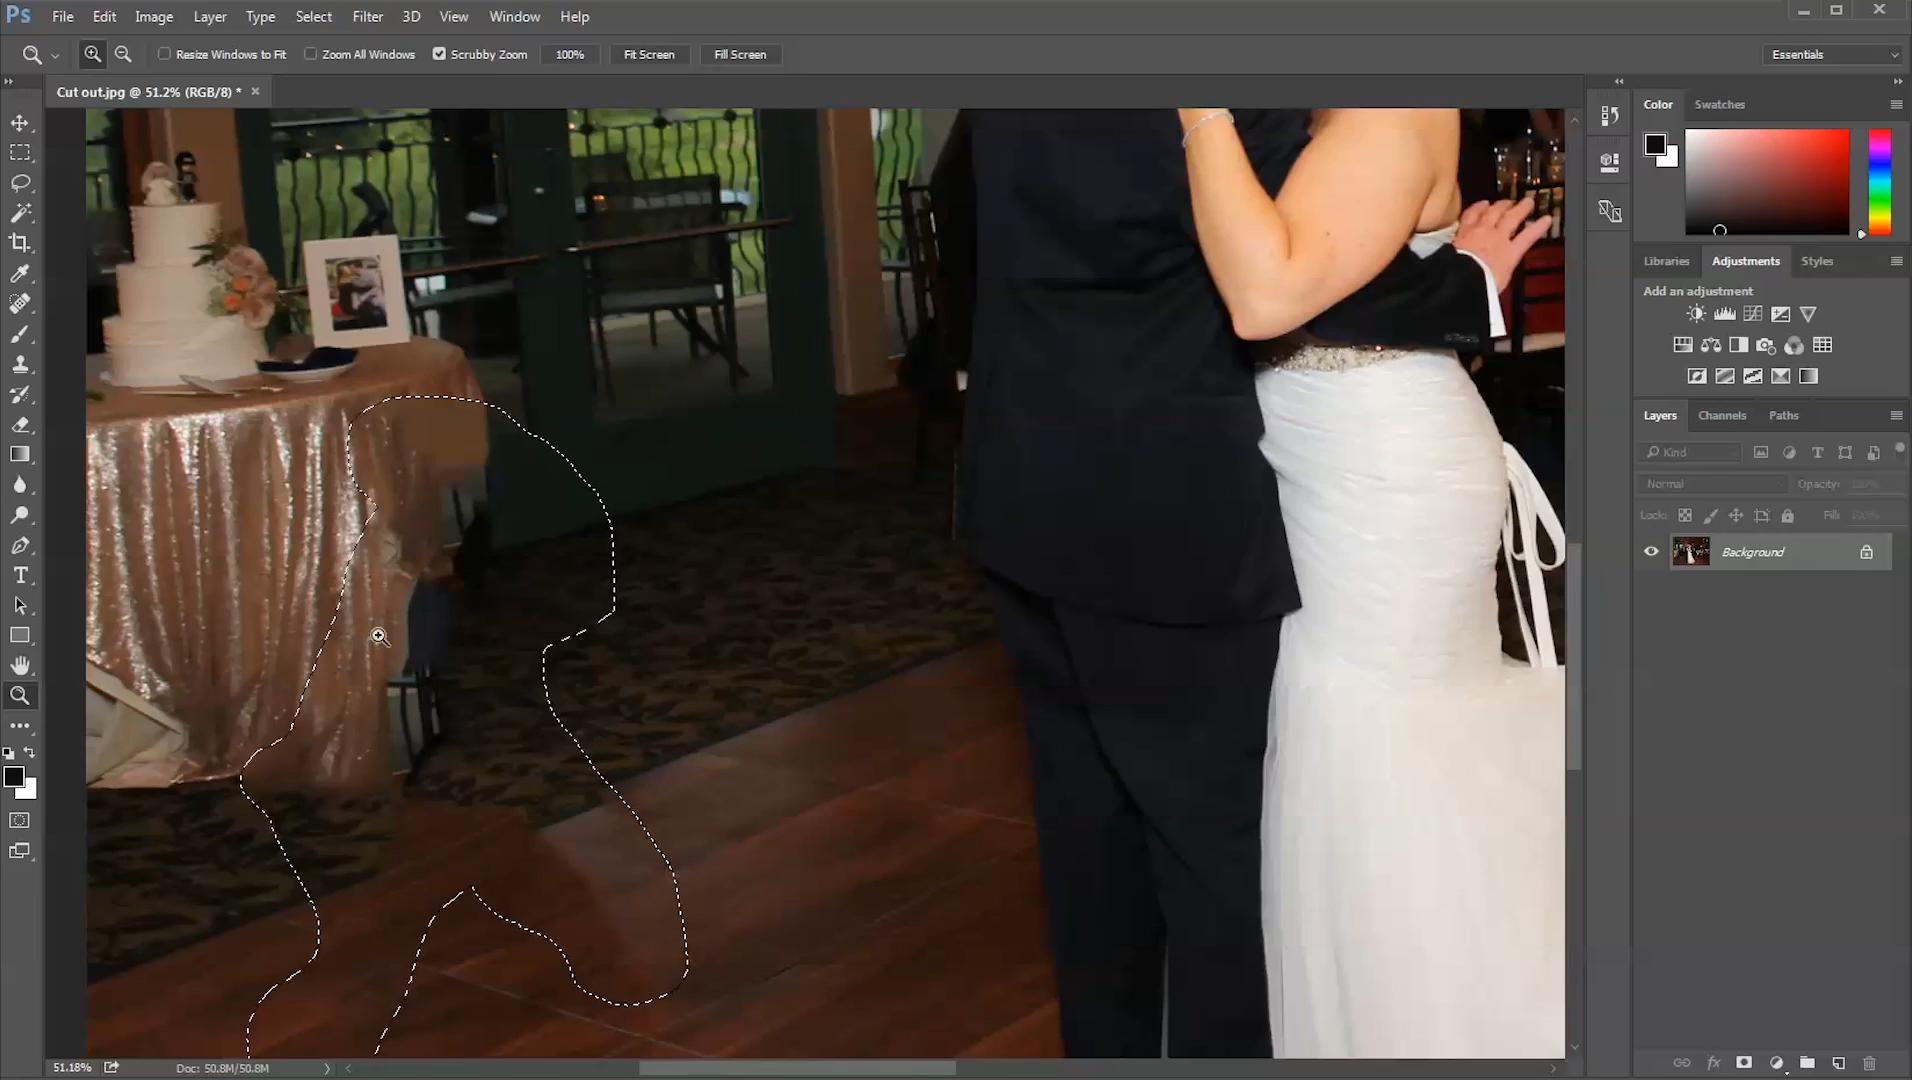 Ps File Edit Image Layer Type Select Filter 3D View Window Help
Resize Windows to Fit Zoom All Windows Scrubby Zoom 100% Fit Screen Fill Screen Essentials
Cut out.jpg @ 51.2% (RGB/8) *
Color Swatches
Libraries Adjustments Styles
Add an adjustment
Layers Channels Paths
Kind
Normal Opacity: 100%
Lock: Fill: 100%
Background
fx
51.18% Doc: 50.8M/50.8M